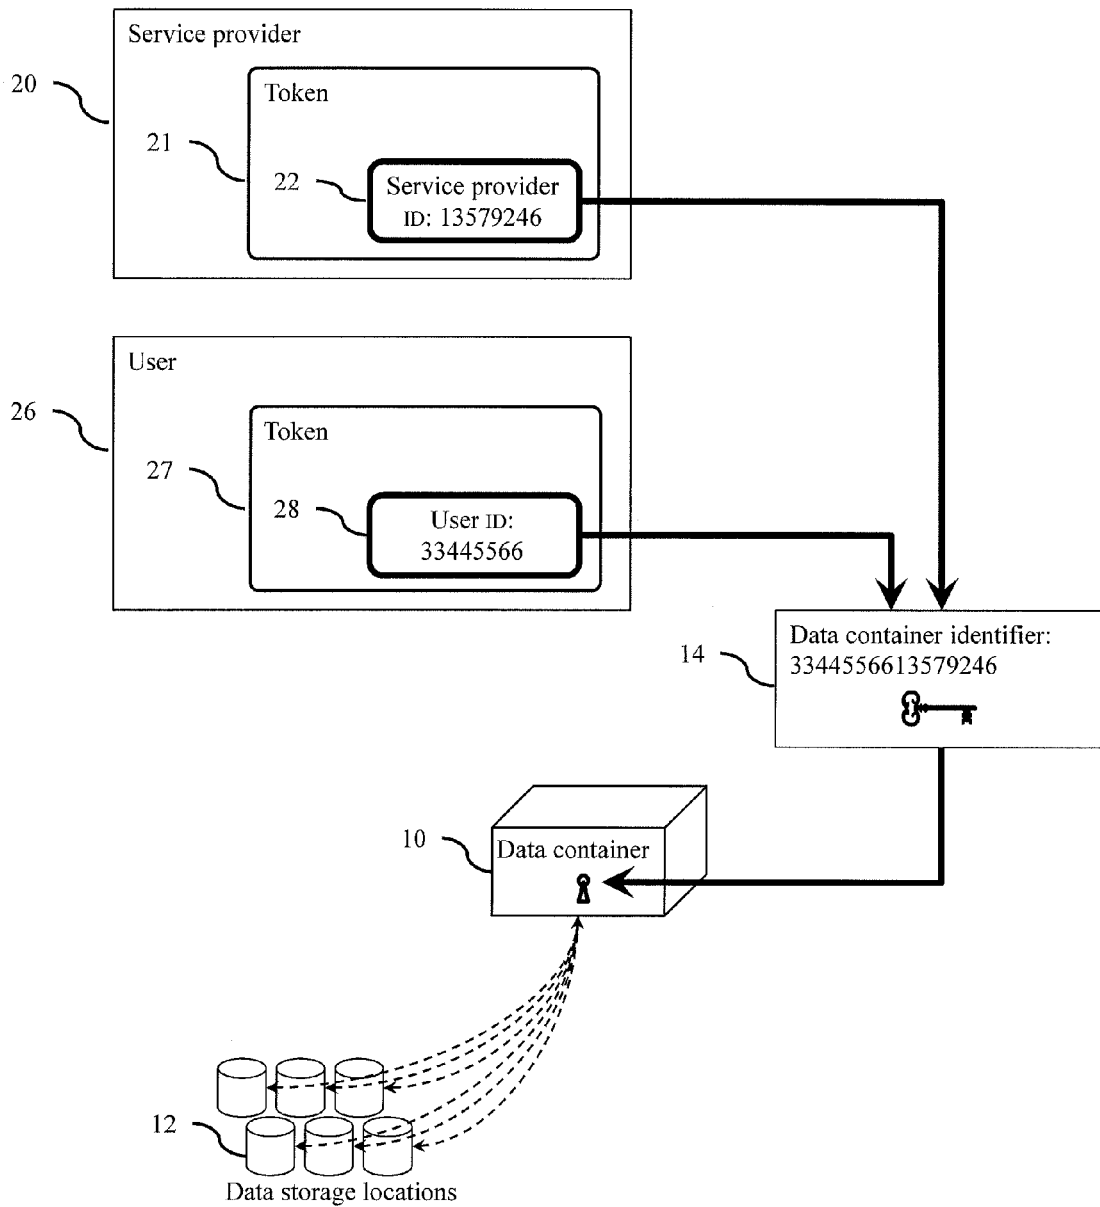 Service provider
20
Token
21
22
Service provider
ID: 13579246
User
26
Token
27
28
User ID:
33445566
14
Data container identifier:
3344556613579246
10
Data container
12
Data storage locations